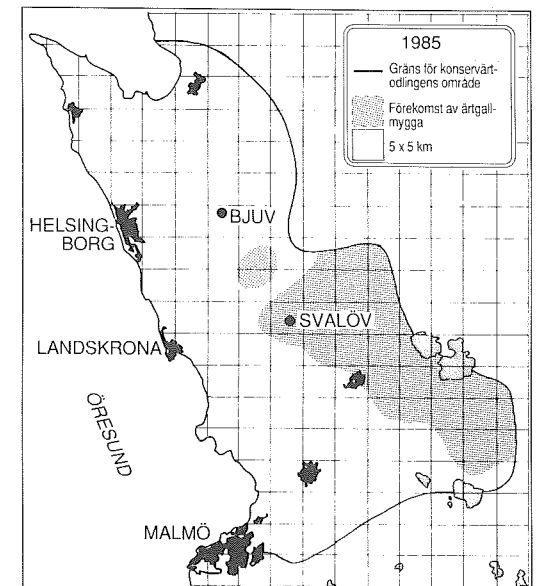 1985
Gräns för konservärt-
odlingens område
Förekomst av ärtgall-
mygga
5 x 5 km
BJUV
HELSING-
BORG
SVALÖV
LANDSKRONA
ÖRESUND
MALMÖ